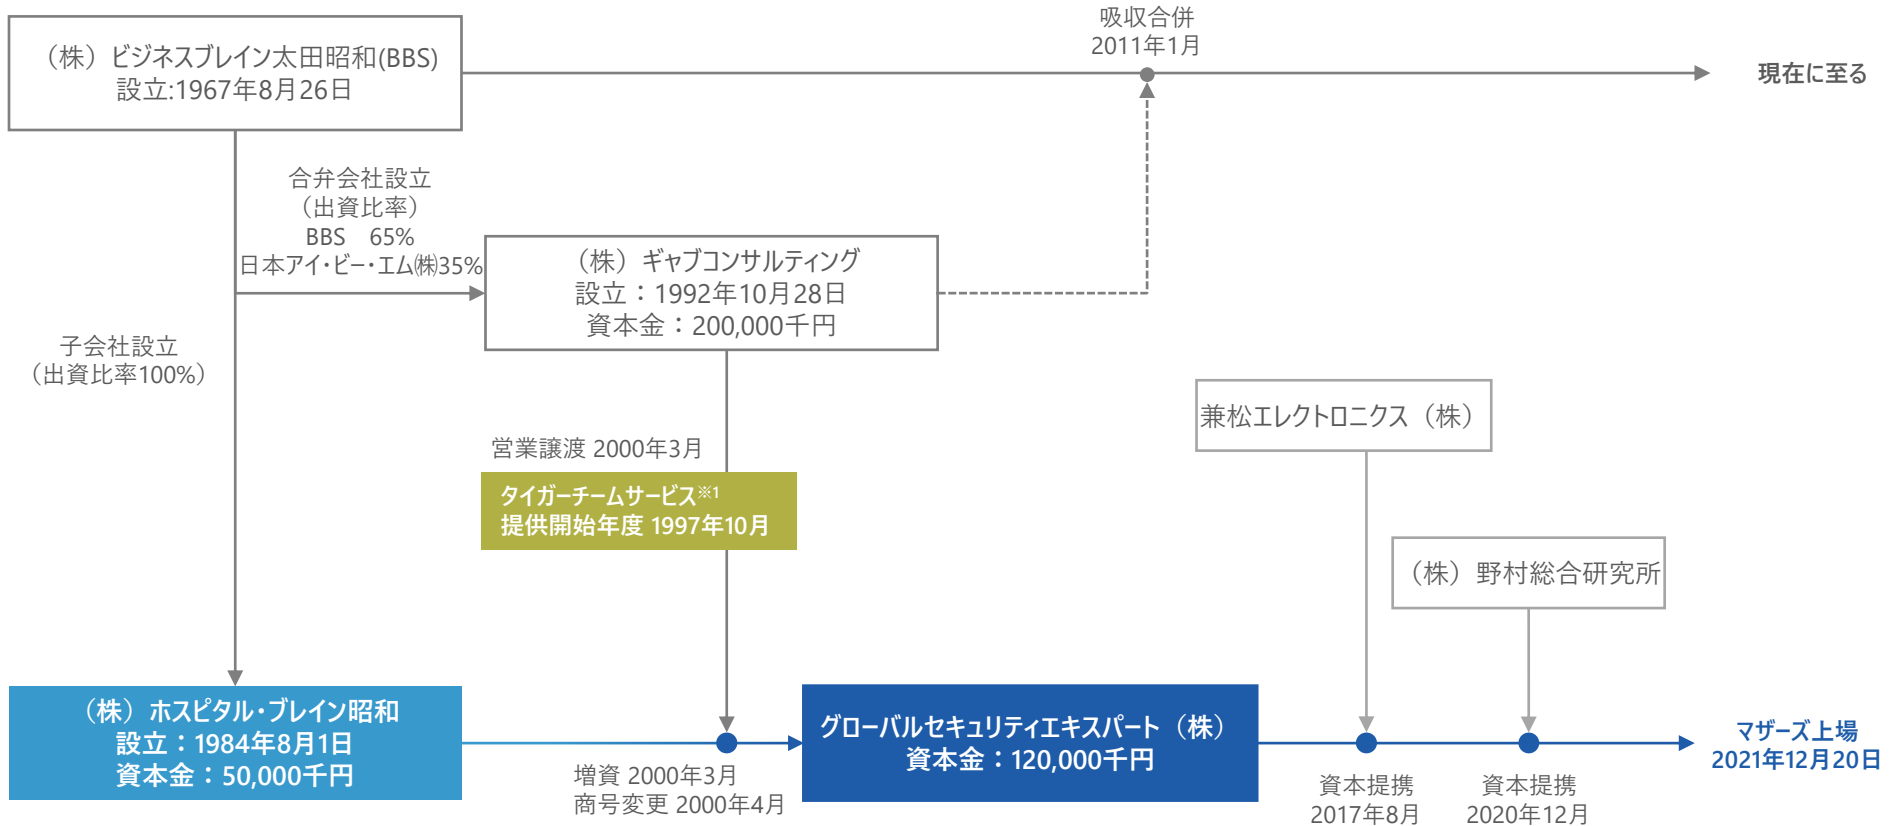 （株）ビジネスブレイン太田昭和(BBS)
設立:1967年8月26日
吸収合併
2011年1月
現在に至る
合弁会社設立
（出資比率）
BBS　65%
日本アイ・ビー・エム㈱35%
（株）ギャブコンサルティング
設立：1992年10月28日
資本金：200,000千円
子会社設立
（出資比率100%）
営業譲渡 2000年3月
タイガーチームサービス※1
提供開始年度 1997年10月
兼松エレクトロニクス（株）
（株）野村総合研究所
（株）ホスピタル・ブレイン昭和
設立：1984年8月1日
資本金：50,000千円
増資 2000年3月
商号変更 2000年4月
グローバルセキュリティエキスパート（株）
資本金：120,000千円
資本提携
2017年8月
資本提携
2020年12月
マザーズ上場
2021年12月20日